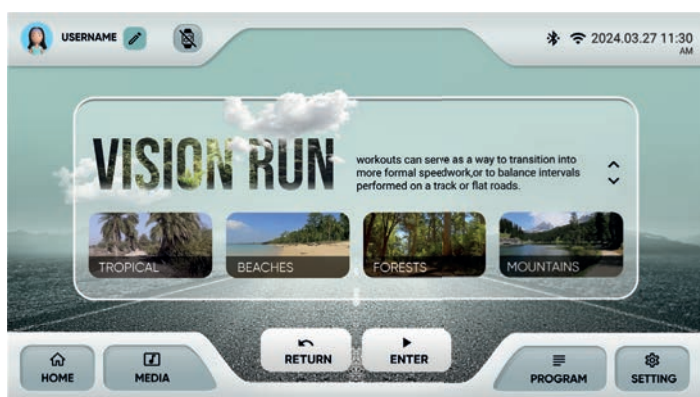 USERNAME
2024.03.27 11:30
AM
VISION RUN
workouts can serve as a way to transition into
more formal speedwork,or to balance intervals
performed on a track or flat roads.
TROPICAL
BEACHES
FORESTS
MOUNTAINS
HOME
MEDIA
RETURN
ENTER
PROGRAM
SETTING